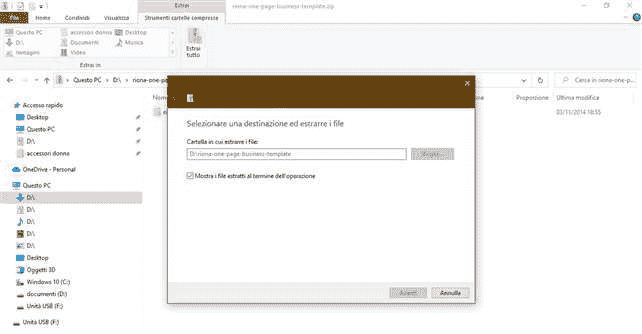 Estrai
riona-one-page-business-template.zip
File
Home
Condividi
Visualizza
Strumenti cartelle compresse
Questo PC
accessori donna
Desktop
D:\
Documenti
Musica
Immagini
Video
Estrai in
Estrai
tutto
Questo PC > D:\ > riona-one-pa
Cerca in riona-one-p...
Nome
Proporzione
Ultima modifica
03/11/2014 18:55
Accesso rapido
Desktop
Questo PC
D:\
accessori donna
OneDrive - Personal
Questo PC
D:\
D:\
D:\
D:\
D:\
Desktop
Oggetti 3D
Windows 10 (C:)
documenti (D:)
Unità USB (F:)
Unità USB (F:)
Selezionare una destinazione ed estrarre i file
Cartella in cui estrarre i file:
D:\riona-one-page-business-template
Sfoglia...
Mostra i file estratti al termine dell'operazione
Avanti
Annulla